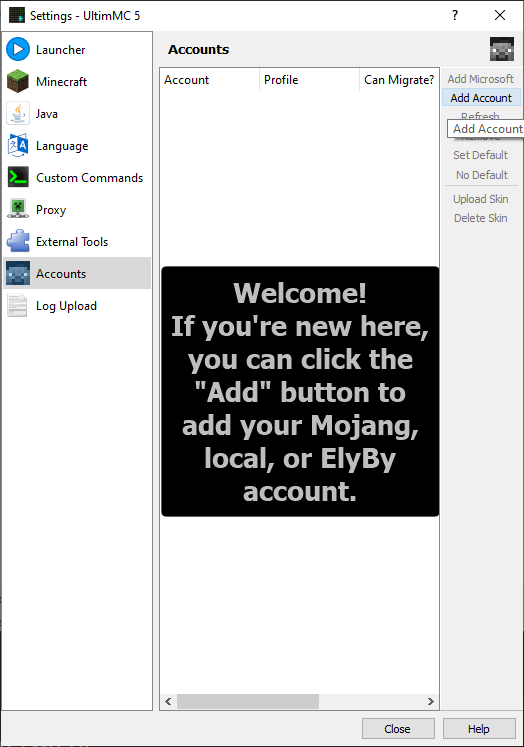 Settings - UltimMC 5
?
Launcher
Minecraft
Java
Language
Custom Commands
Proxy
External Tools
Accounts
Log Upload
Accounts
Account Profile Can Migrate?
Welcome!
If you're new here,
you can click the
"Add" button to
add your Mojang,
local, or ElyBy
account.
Add Microsoft
Add Account
Refresh
Add Account
Remove
Set Default
No Default
Upload Skin
Delete Skin
Close
Help